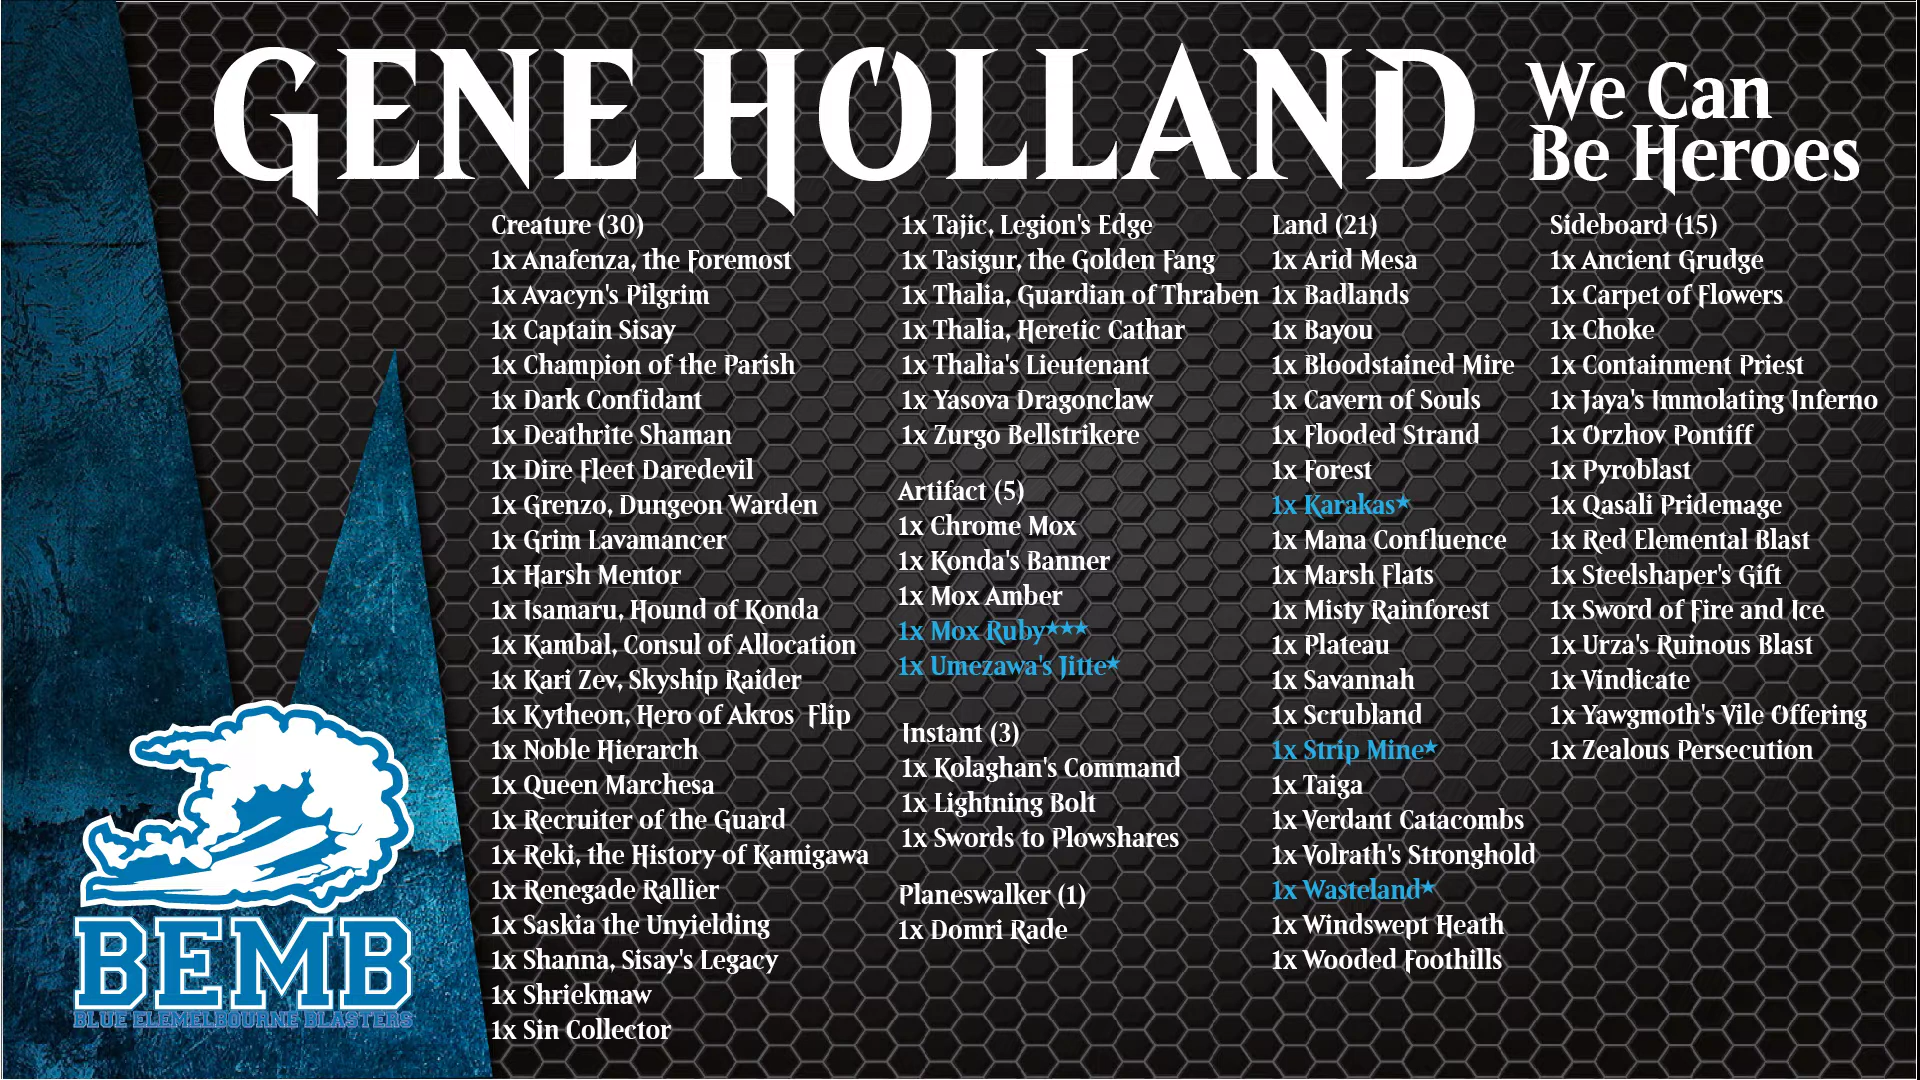 GENE HOLLAND
We Can
Be Heroes
Creature (30)
1x Anafenza, the Foremost
1x Avacyn's Pilgrim
1x Captain Sisay
1x Champion of the Parish
1x Dark Confidant
1x Deathrite Shaman
1x Dire Fleet Daredevil
1x Grenzo, Dungeon Warden
1x Grim Lavamancer
1x Harsh Mentor
1x Isamaru, Hound of Konda
1x Kambal, Consul of Allocation
1x Kari Zev, Skyship Raider
1x Kytheon, Hero of Akros Flip
1x Noble Hierarch
1x Queen Marchesa
1x Recruiter of the Guard
1x Reki, the History of Kamigawa
1x Renegade Rallier
1x Saskia the Unyielding
1x Shanna, Sisay's Legacy
1x Shriekmaw
1x Sin Collector
1x Tajic, Legion's Edge
1x Tasigur, the Golden Fang
1x Thalia, Guardian of Thraben
1x Thalia, Heretic Cathar
1x Thalia's Lieutenant
1x Yasova Dragonclaw
1x Zurgo Bellstrikere
Artifact (5)
1x Chrome Mox
1x Konda's Banner
1x Mox Amber
1x Mox Ruby★★★
1x Umezawa's Jitte★
Instant (3)
1x Kolaghan's Command
1x Lightning Bolt
1x Swords to Plowshares
Planeswalker (1)
1x Domri Rade
Land (21)
1x Arid Mesa
1x Badlands
1x Bayou
1x Bloodstained Mire
1x Cavern of Souls
1x Flooded Strand
1x Forest
1x Karakas★
1x Mana Confluence
1x Marsh Flats
1x Misty Rainforest
1x Plateau
1x Savannah
1x Scrubland
1x Strip Mine★
1x Taiga
1x Verdant Catacombs
1x Volrath's Stronghold
1x Wasteland★
1x Windswept Heath
1x Wooded Foothills
Sideboard (15)
1x Ancient Grudge
1x Carpet of Flowers
1x Choke
1x Containment Priest
1x Jaya's Immolating Inferno
1x Orzhov Pontiff
1x Pyroblast
1x Qasali Pridemage
1x Red Elemental Blast
1x Steelshaper's Gift
1x Sword of Fire and Ice
1x Urza's Ruinous Blast
1x Vindicate
1x Yawgmoth's Vile Offering
1x Zealous Persecution
BEMB
BLUE ELEMELBOURNE BLASTERS